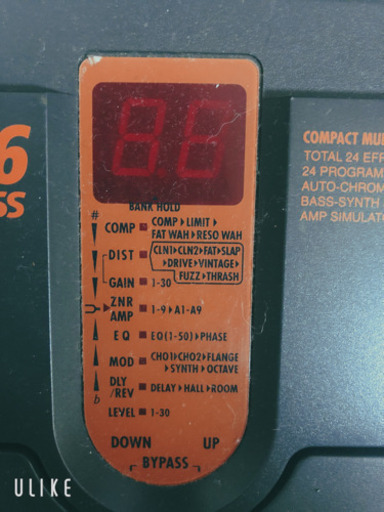 8.8
6
SS
COMPACT MUL
TOTAL 24 EFF
24 PROGRAM
AUTO-CHROM
BASS-SYNTH
AMP SIMULAT
BANK HOLD
#
COMP COMP▸LIMIT▸
FAT WAH▸RESO WAH
DIST CLN1▸CLN2▸FAT▸SLAP
▸DRIVE▸VINTAGE▸
FUZZ▸THRASH
GAIN 1-30
ZNR
AMP 1-9▸A1-A9
EQ EQ(1-50)▸PHASE
MOD CHO1▸CHO2▸FLANGE
▸SYNTH▸OCTAVE
DLY
/REV DELAY▸HALL▸ROOM
b
LEVEL 1-30
DOWN UP
BYPASS
ULIKE